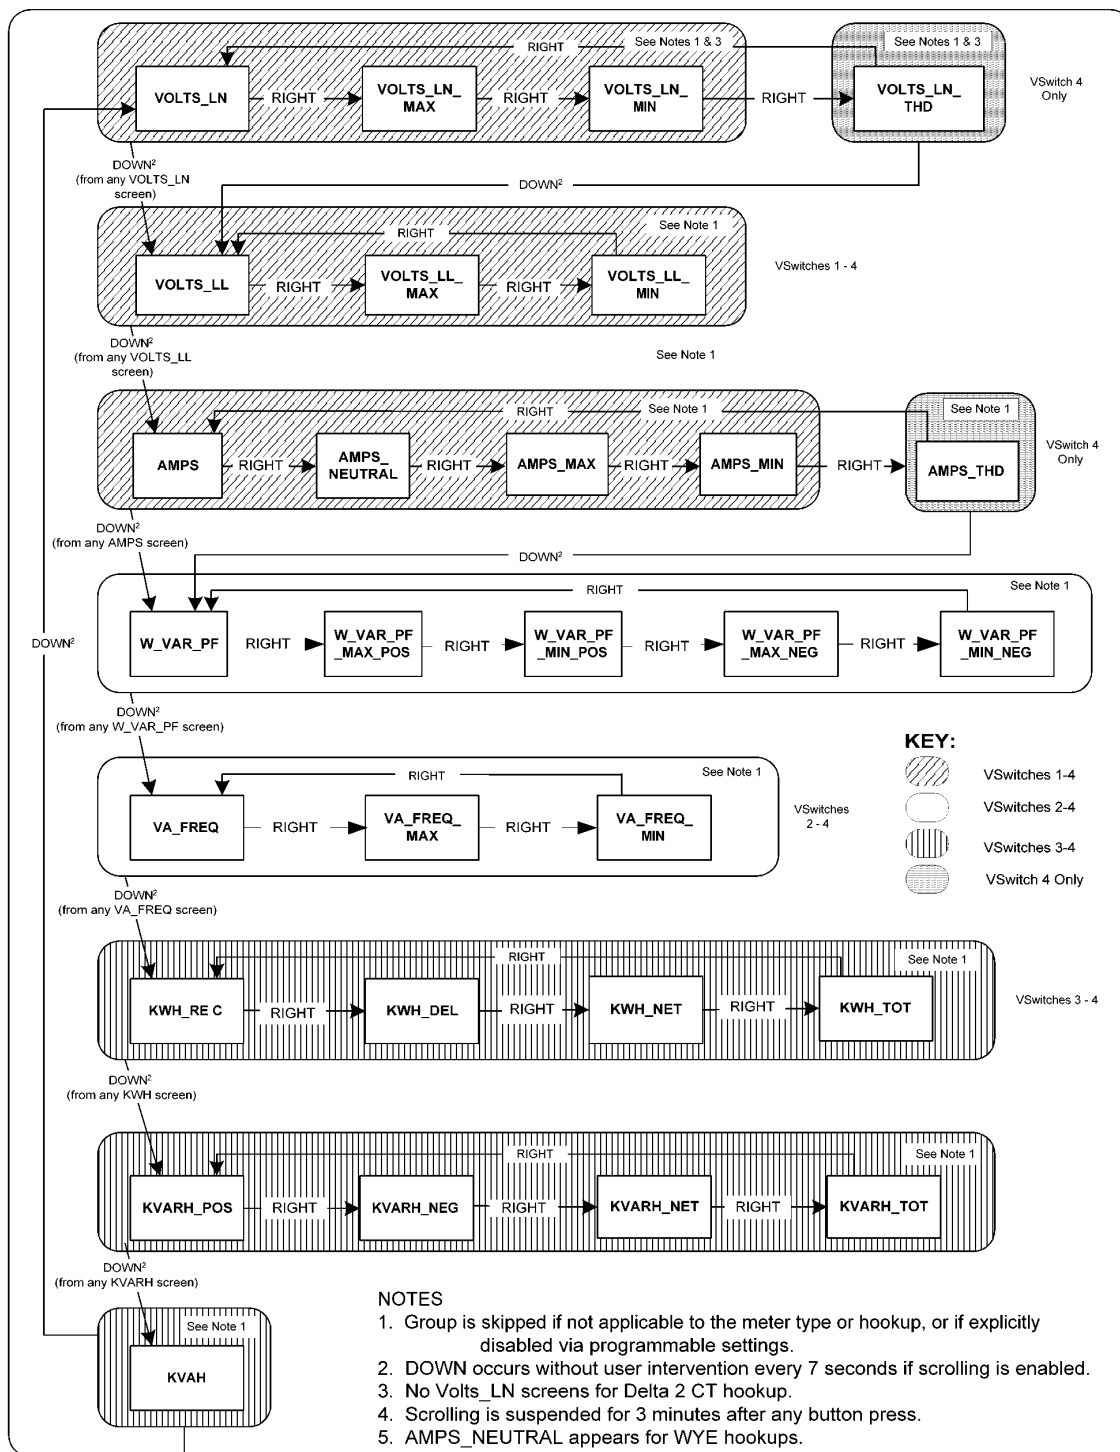 RIGHT
See Notes 1 & 3
See Notes 1 & 3
VSwitch 4
Only
VOLTS_LN
RIGHT
VOLTS_LN_
MAX
RIGHT
VOLTS_LN_
MIN
RIGHT
VOLTS_LN_
THD
DOWN²
(from any VOLTS_LN
screen)
DOWN²
See Note 1
RIGHT
VSwitches 1 - 4
VOLTS_LL
RIGHT
VOLTS_LL_
MAX
RIGHT
VOLTS_LL_
MIN
DOWN²
(from any VOLTS_LL
screen)
See Note 1
RIGHT
See Note 1
See Note 1
VSwitch 4
Only
AMPS
RIGHT
AMPS_
NEUTRAL
RIGHT
AMPS_MAX
RIGHT
AMPS_MIN
RIGHT
AMPS_THD
DOWN²
(from any AMPS screen)
DOWN²
See Note 1
RIGHT
DOWN²
W_VAR_PF
RIGHT
W_VAR_PF
_MAX_POS
RIGHT
W_VAR_PF
_MIN_POS
RIGHT
W_VAR_PF
_MAX_NEG
RIGHT
W_VAR_PF
_MIN_NEG
DOWN²
(from any W_VAR_PF screen)
KEY:
VSwitches 1-4
VSwitches 2-4
VSwitches 3-4
VSwitch 4 Only
See Note 1
RIGHT
VSwitches
2 - 4
VA_FREQ
RIGHT
VA_FREQ_
MAX
RIGHT
VA_FREQ_
MIN
DOWN²
(from any VA_FREQ screen)
RIGHT
See Note 1
VSwitches 3 - 4
KWH_RE C
RIGHT
KWH_DEL
RIGHT
KWH_NET
RIGHT
KWH_TOT
DOWN²
(from any KWH screen)
RIGHT
See Note 1
KVARH_POS
RIGHT
KVARH_NEG
RIGHT
KVARH_NET
RIGHT
KVARH_TOT
DOWN²
(from any KVARH screen)
See Note 1
KVAH
NOTES
1. Group is skipped if not applicable to the meter type or hookup, or if explicitly
disabled via programmable settings.
2. DOWN occurs without user intervention every 7 seconds if scrolling is enabled.
3. No Volts_LN screens for Delta 2 CT hookup.
4. Scrolling is suspended for 3 minutes after any button press.
5. AMPS_NEUTRAL appears for WYE hookups.